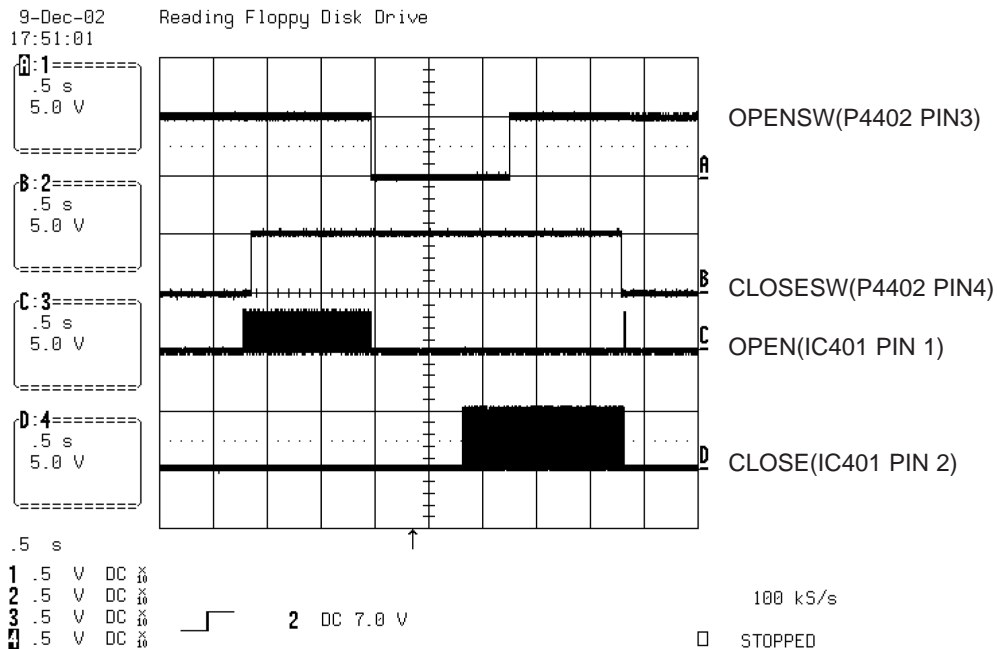 9-Dec-02 Reading Floppy Disk Drive
17:51:01
A:1
.5 s
5.0 V
OPENSW(P4402 PIN3)
A
B:2
.5 s
5.0 V
B
CLOSESW(P4402 PIN4)
C:3
.5 s
5.0 V
C
OPEN(IC401 PIN 1)
D:4
.5 s
5.0 V
D
CLOSE(IC401 PIN 2)
.5 s
1 .5 V DC X10
2 .5 V DC X10
3 .5 V DC X10
4 .5 V DC X10
2 DC 7.0 V
100 kS/s
STOPPED